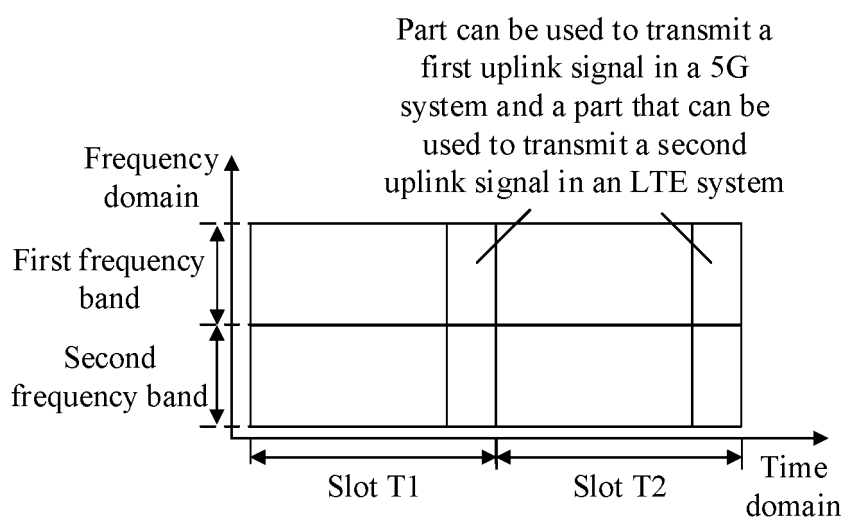 Part can be used to transmit a
first uplink signal in a 5G
system and a part that can be
used to transmit a second
uplink signal in an LTE system
Frequency
domain
First frequency
band
Second
frequency band
Slot T1
Slot T2
Time
domain